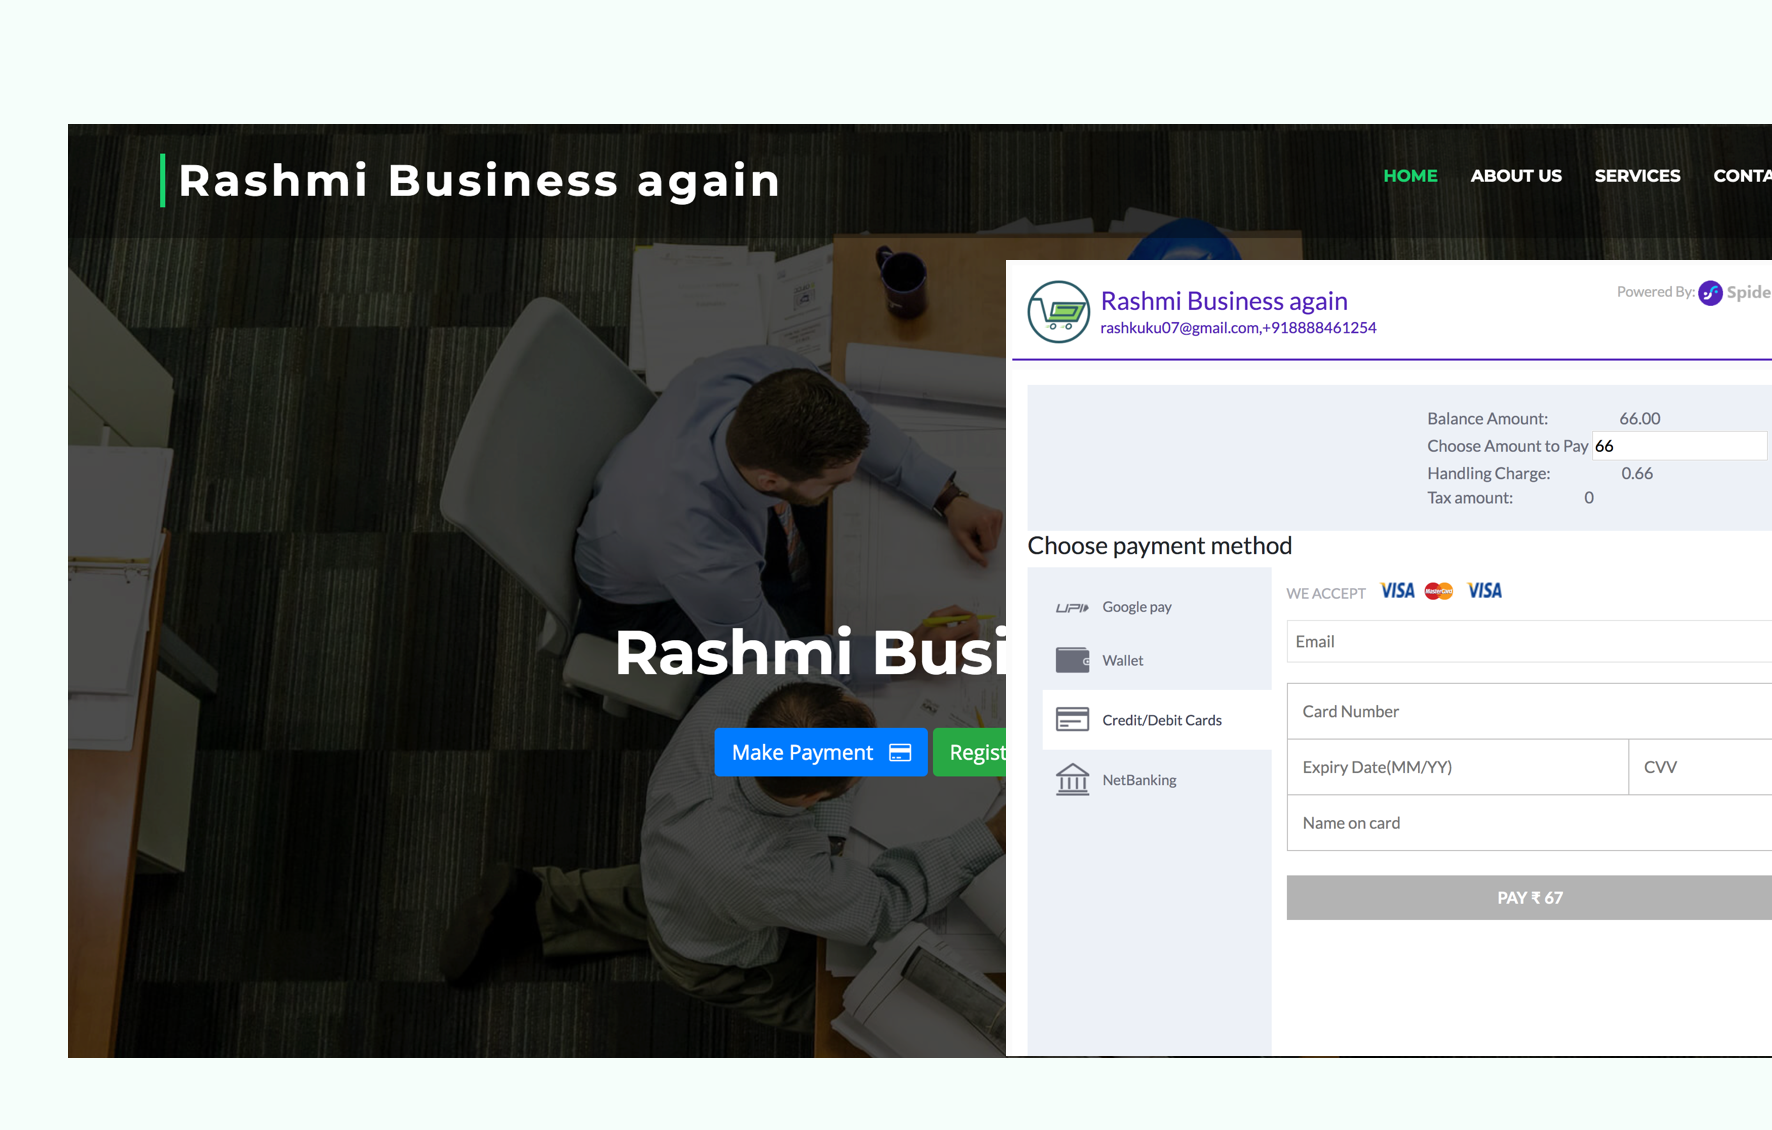 Rashmi Business again
HOME ABOUT US SERVICES CONTA
Rashmi Business again
rashkuku07@gmail.com,+918888461254
Powered By: Spide
Balance Amount: 66.00
Choose Amount to Pay 66
Handling Charge: 0.66
Tax amount: 0
Choose payment method
Google pay
Wallet
Credit/Debit Cards
NetBanking
WE ACCEPT VISA MasterCard VISA
Email
Card Number
Expiry Date(MM/YY) CVV
Name on card
PAY ₹ 67
Rashmi Busi
Make Payment Regist